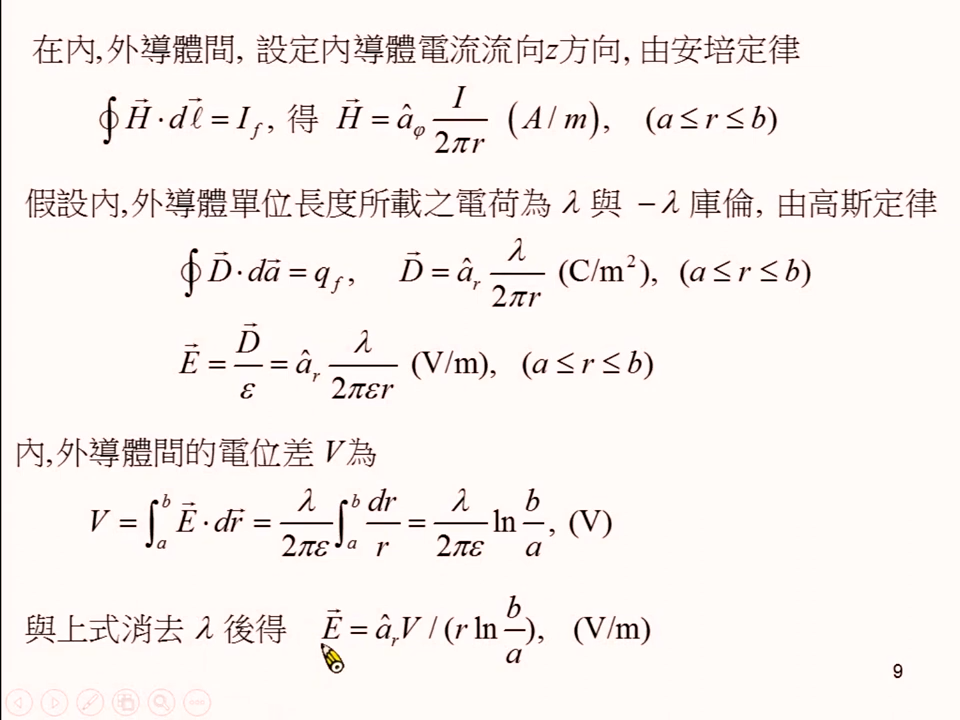 在內,外導體間, 設定內導體電流流向z方向, 由安培定律
∮H⃗·dℓ⃗ = I_f, 得 H⃗ = â_φ I/(2πr) (A/m), (a ≤ r ≤ b)
假設內,外導體單位長度所載之電荷為 λ 與 −λ 庫倫, 由高斯定律
∮D⃗·da⃗ = q_f, D⃗ = â_r λ/(2πr) (C/m²), (a ≤ r ≤ b)
E⃗ = D⃗/ε = â_r λ/(2πεr) (V/m), (a ≤ r ≤ b)
內,外導體間的電位差 V為
V = ∫_a^b E⃗·dr⃗ = λ/(2πε) ∫_a^b dr/r = λ/(2πε) ln b/a, (V)
與上式消去 λ 後得 E⃗ = â_r V / (r ln b/a), (V/m)
9